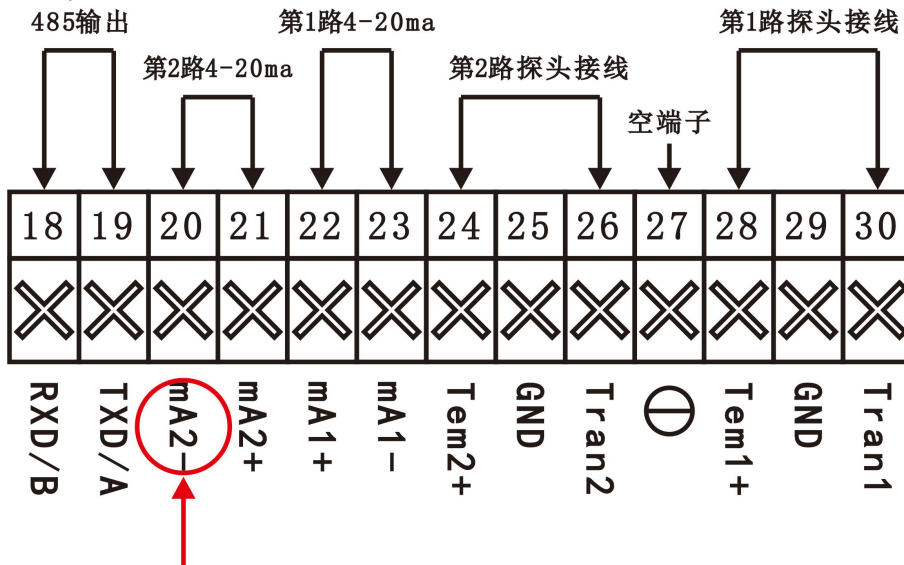 485输出
第1路4-20ma
第1路探头接线
第2路4-20ma
第2路探头接线
空端子
18 19 20 21 22 23 24 25 26 27 28 29 30
RXD/B
TXD/A
mA2-
mA2+
mA1+
mA1-
Tem2+
GND
Tran2
Tem1+
GND
Tran1